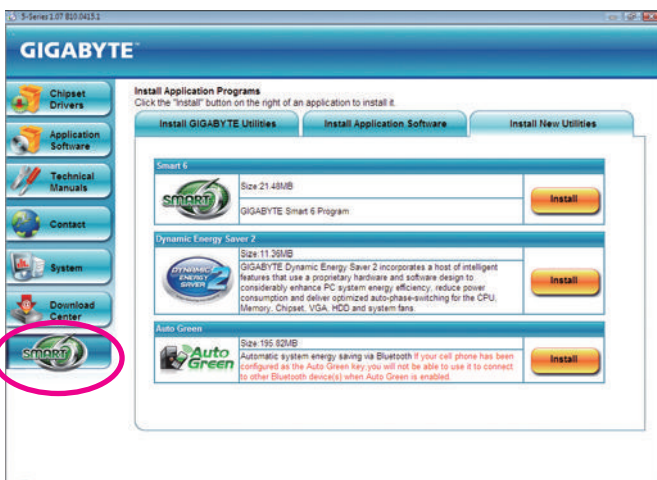 5-Series 1.07 B10.0415.1
GIGABYTE™
Chipset
Drivers
Application
Software
Technical
Manuals
Contact
System
Download
Center
SMART6
Install Application Programs
Click the "Install" button on the right of an application to install it.
Install GIGABYTE Utilities
Install Application Software
Install New Utilities
Smart 6
SMART6
Size:21.48MB
GIGABYTE Smart 6 Program
Install
Dynamic Energy Saver 2
DYNAMIC
ENERGY
SAVER 2
Size:11.36MB
GIGABYTE Dynamic Energy Saver 2 incorporates a host of intelligent
features that use a proprietary hardware and software design to
considerably enhance PC system energy efficiency, reduce power
consumption and deliver optimized auto-phase-switching for the CPU,
Memory, Chipset, VGA, HDD and system fans.
Install
Auto Green
Auto
Green
Size:195.82MB
Automatic system energy saving via Bluetooth If your cell phone has been
configured as the Auto Green key,you will not be able to use it to connect
to other Bluetooth device(s) when Auto Green is enabled.
Install